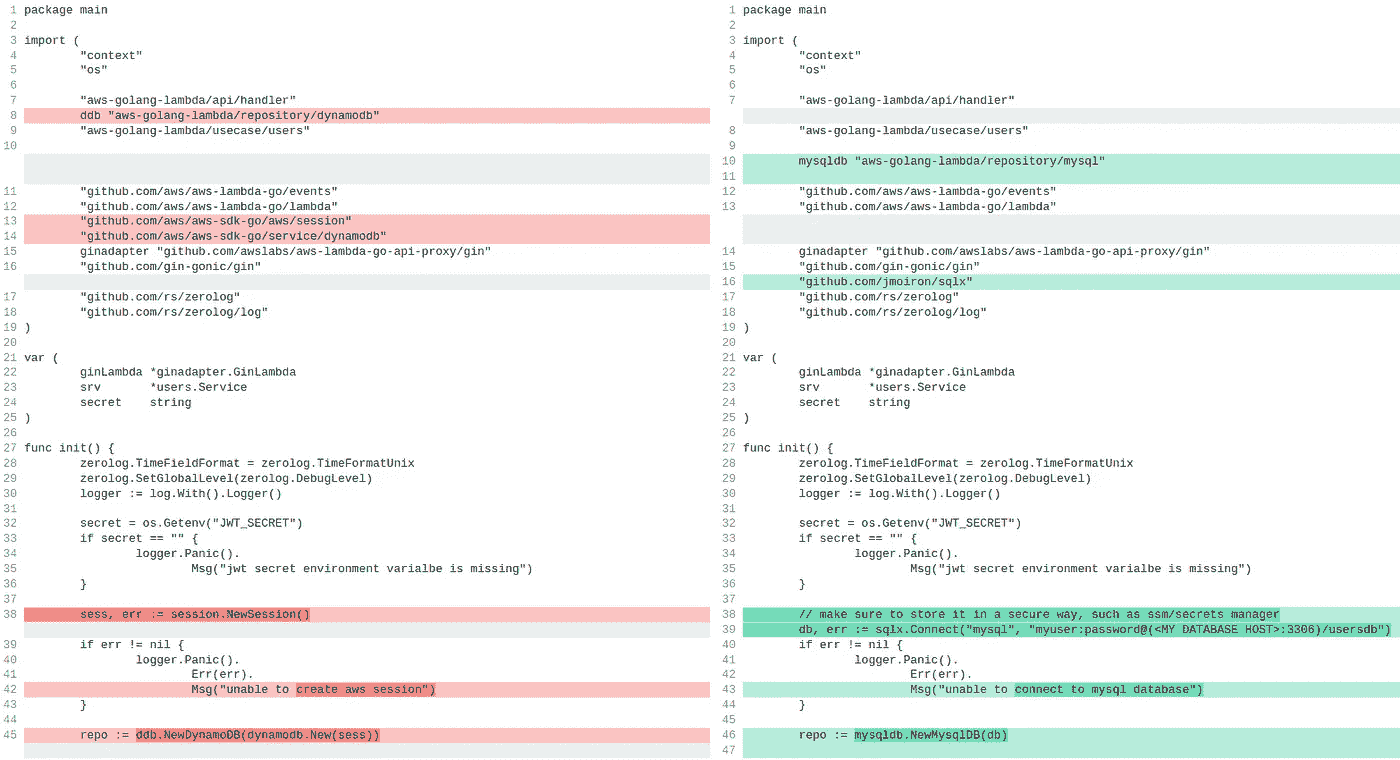 1 package main
2
3 import (
4 "context"
5 "os"
6
7 "aws-golang-lambda/api/handler"
8 ddb "aws-golang-lambda/repository/dynamodb"
9 "aws-golang-lambda/usecase/users"
10
11 "github.com/aws/aws-lambda-go/events"
12 "github.com/aws/aws-lambda-go/lambda"
13 "github.com/aws/aws-sdk-go/aws/session"
14 "github.com/aws/aws-sdk-go/service/dynamodb"
15 ginadapter "github.com/awslabs/aws-lambda-go-api-proxy/gin"
16 "github.com/gin-gonic/gin"
17 "github.com/rs/zerolog"
18 "github.com/rs/zerolog/log"
19 )
20
21 var (
22 ginLambda *ginadapter.GinLambda
23 srv *users.Service
24 secret string
25 )
26
27 func init() {
28 zerolog.TimeFieldFormat = zerolog.TimeFormatUnix
29 zerolog.SetGlobalLevel(zerolog.DebugLevel)
30 logger := log.With().Logger()
31
32 secret = os.Getenv("JWT_SECRET")
33 if secret == "" {
34 logger.Panic().
35 Msg("jwt secret environment varialbe is missing")
36 }
37
38 sess, err := session.NewSession()
39 if err != nil {
40 logger.Panic().
41 Err(err).
42 Msg("unable to create aws session")
43 }
44
45 repo := ddb.NewDynamoDB(dynamodb.New(sess))
1 package main
2
3 import (
4 "context"
5 "os"
6
7 "aws-golang-lambda/api/handler"
8 "aws-golang-lambda/usecase/users"
9
10 mysqldb "aws-golang-lambda/repository/mysql"
11
12 "github.com/aws/aws-lambda-go/events"
13 "github.com/aws/aws-lambda-go/lambda"
14 ginadapter "github.com/awslabs/aws-lambda-go-api-proxy/gin"
15 "github.com/gin-gonic/gin"
16 "github.com/jmoiron/sqlx"
17 "github.com/rs/zerolog"
18 "github.com/rs/zerolog/log"
19 )
20
21 var (
22 ginLambda *ginadapter.GinLambda
23 srv *users.Service
24 secret string
25 )
26
27 func init() {
28 zerolog.TimeFieldFormat = zerolog.TimeFormatUnix
29 zerolog.SetGlobalLevel(zerolog.DebugLevel)
30 logger := log.With().Logger()
31
32 secret = os.Getenv("JWT_SECRET")
33 if secret == "" {
34 logger.Panic().
35 Msg("jwt secret environment varialbe is missing")
36 }
37
38 // make sure to store it in a secure way, such as ssm/secrets manager
39 db, err := sqlx.Connect("mysql", "myuser:password@(<MY DATABASE HOST>:3306)/usersdb")
40 if err != nil {
41 logger.Panic().
42 Err(err).
43 Msg("unable to connect to mysql database")
44 }
45
46 repo := mysqldb.NewMysqlDB(db)
47